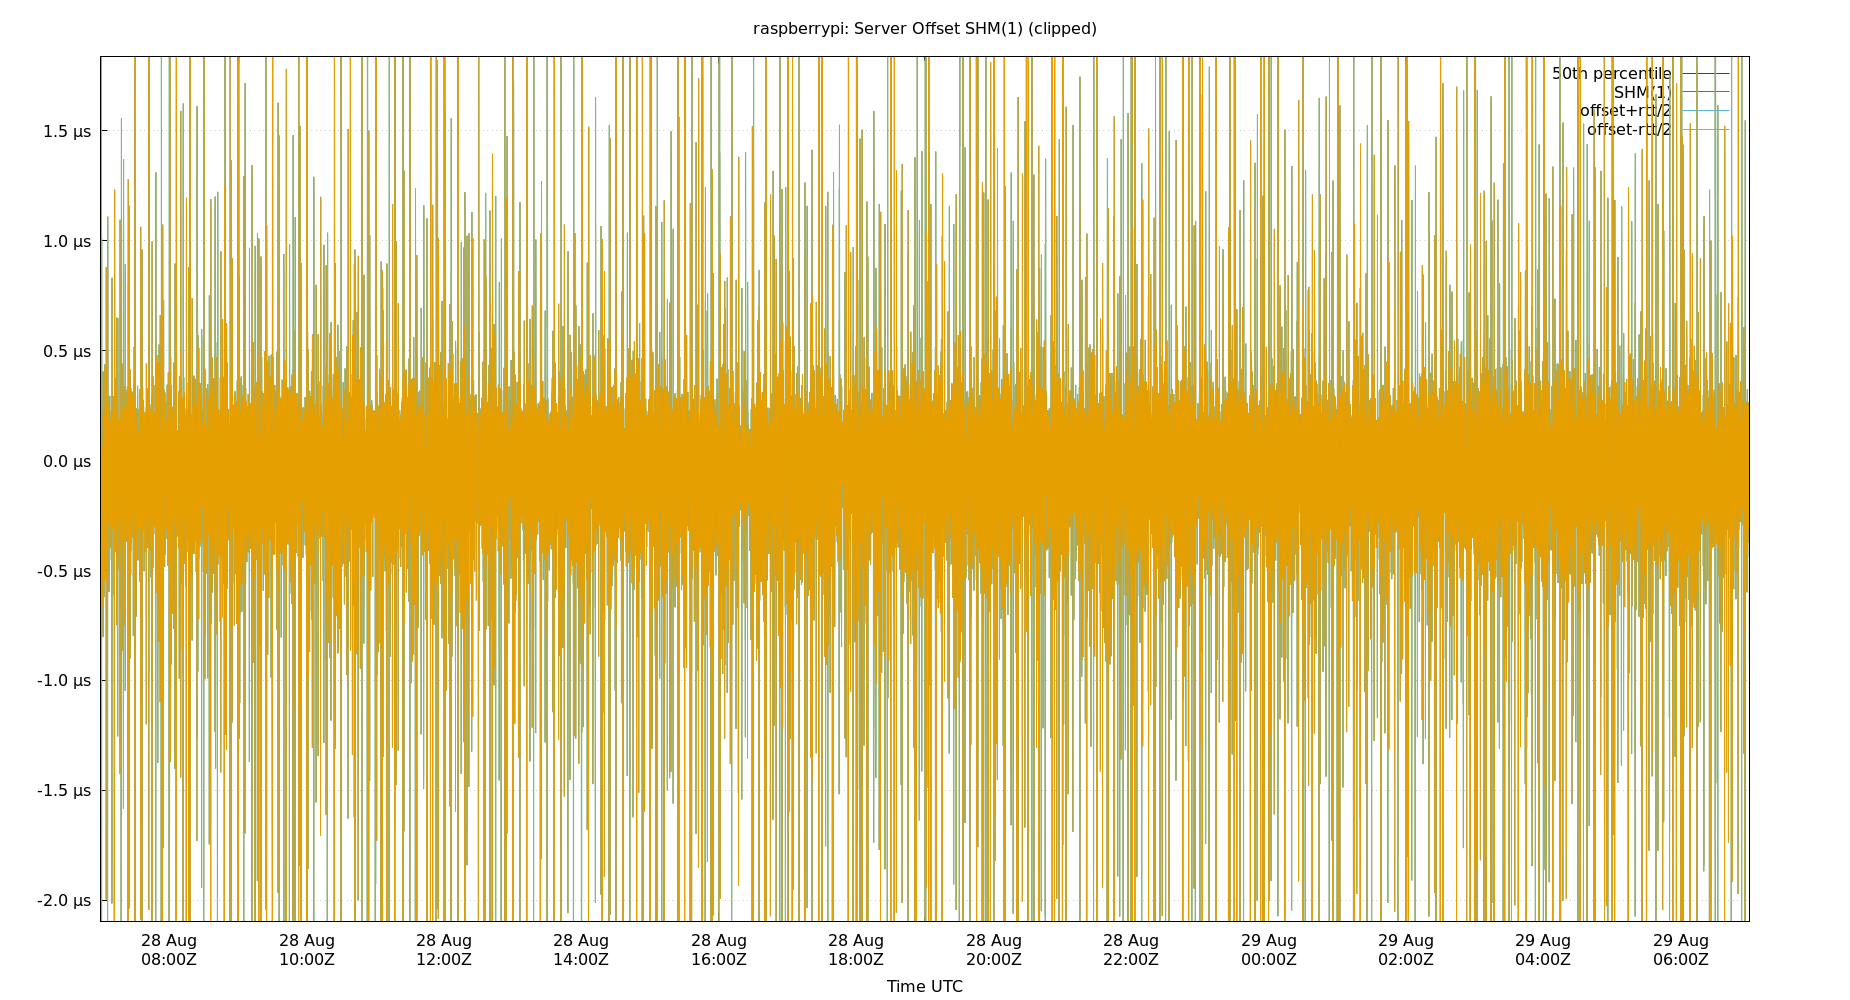 raspberrypi: Server Offset SHM(1) (clipped)
50th percentile
SHM(1)
offset+rtt/2
offset-rtt/2
1.5 µs
1.0 µs
0.5 µs
0.0 µs
-0.5 µs
-1.0 µs
-1.5 µs
-2.0 µs
28 Aug 28 Aug 28 Aug 28 Aug 28 Aug 28 Aug 28 Aug 28 Aug 29 Aug 29 Aug 29 Aug 29 Aug
08:00Z 10:00Z 12:00Z 14:00Z 16:00Z 18:00Z 20:00Z 22:00Z 00:00Z 02:00Z 04:00Z 06:00Z
Time UTC